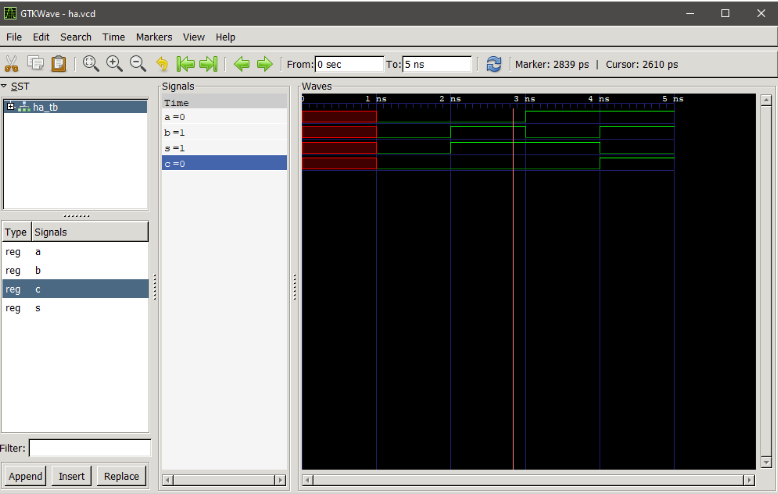 GTKWave - ha.vcd
File Edit Search Time Markers View Help
From: 0 sec To: 5 ns Marker: 2839 ps | Cursor: 2610 ps
SST
ha_tb
Type Signals
reg a
reg b
reg c
reg s
Filter:
Append Insert Replace
Signals
Time
a=0
b=1
s=1
c=0
Waves
0 1 ns 2 ns 3 ns 4 ns 5 ns